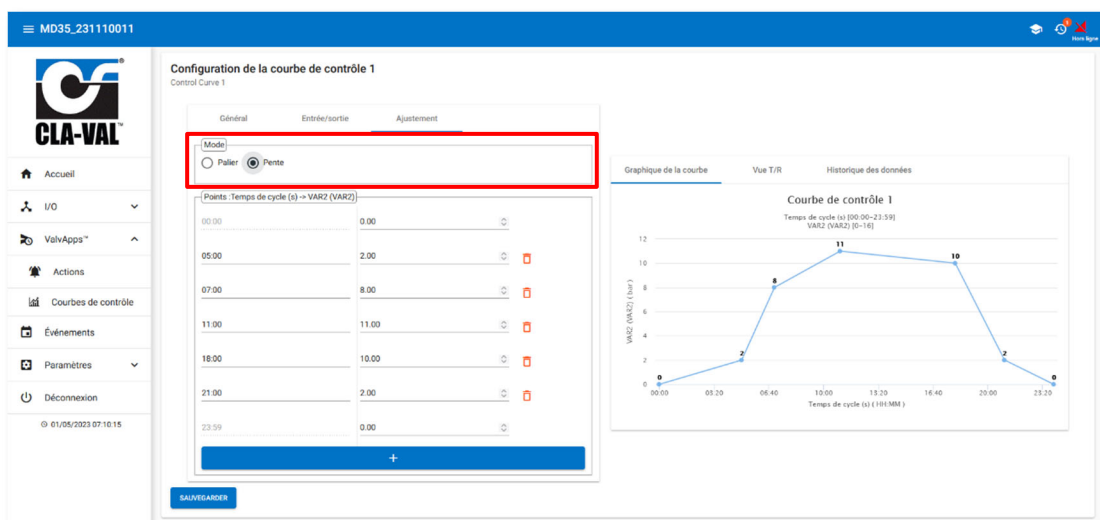 MD35_231110011
Hors ligne
CLA-VAL™
Accueil
I/O
ValvApps™
Actions
Courbes de contrôle
Événements
Paramètres
Déconnexion
01/05/2023 07:10:15
Configuration de la courbe de contrôle 1
Control Curve 1
Général Entrée/sortie Ajustement
Mode
Palier Pente
Points :Temps de cycle (s) -> VAR2 (VAR2)
00:00 0.00
05:00 2.00
07:00 8.00
11:00 11.00
18:00 10.00
21:00 2.00
23:59 0.00
+
SAUVEGARDER
Graphique de la courbe Vue T/R Historique des données
Courbe de contrôle 1
Temps de cycle (s) [00:00~23:59]
VAR2 (VAR2) [0~16]
VAR2 (VAR2) ( bar )
12
10
8
6
4
2
0
0
2
8
11
10
2
0
00:00 03:20 06:40 10:00 13:20 16:40 20:00 23:20
Temps de cycle (s) ( HH:MM )